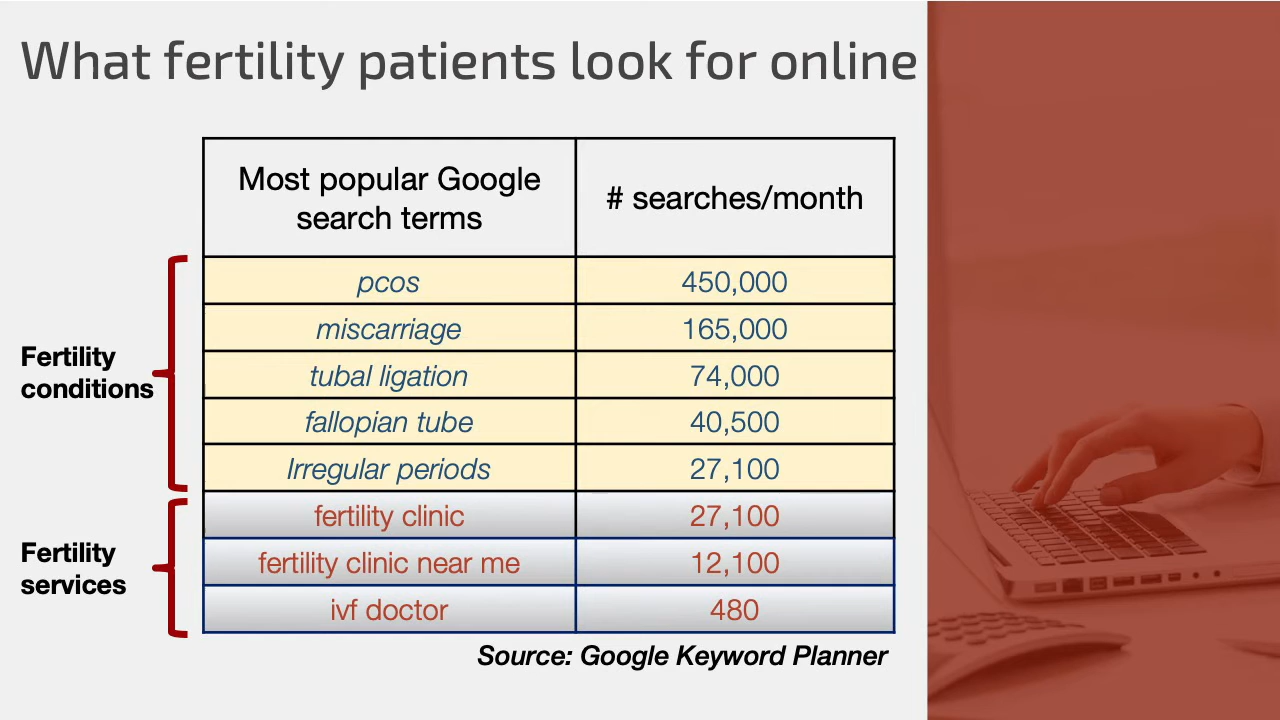 What fertility patients look for online
Most popular Google
search terms
# searches/month
Fertility
conditions
pcos 450,000
miscarriage 165,000
tubal ligation 74,000
fallopian tube 40,500
Irregular periods 27,100
Fertility
services
fertility clinic 27,100
fertility clinic near me 12,100
ivf doctor 480
Source: Google Keyword Planner